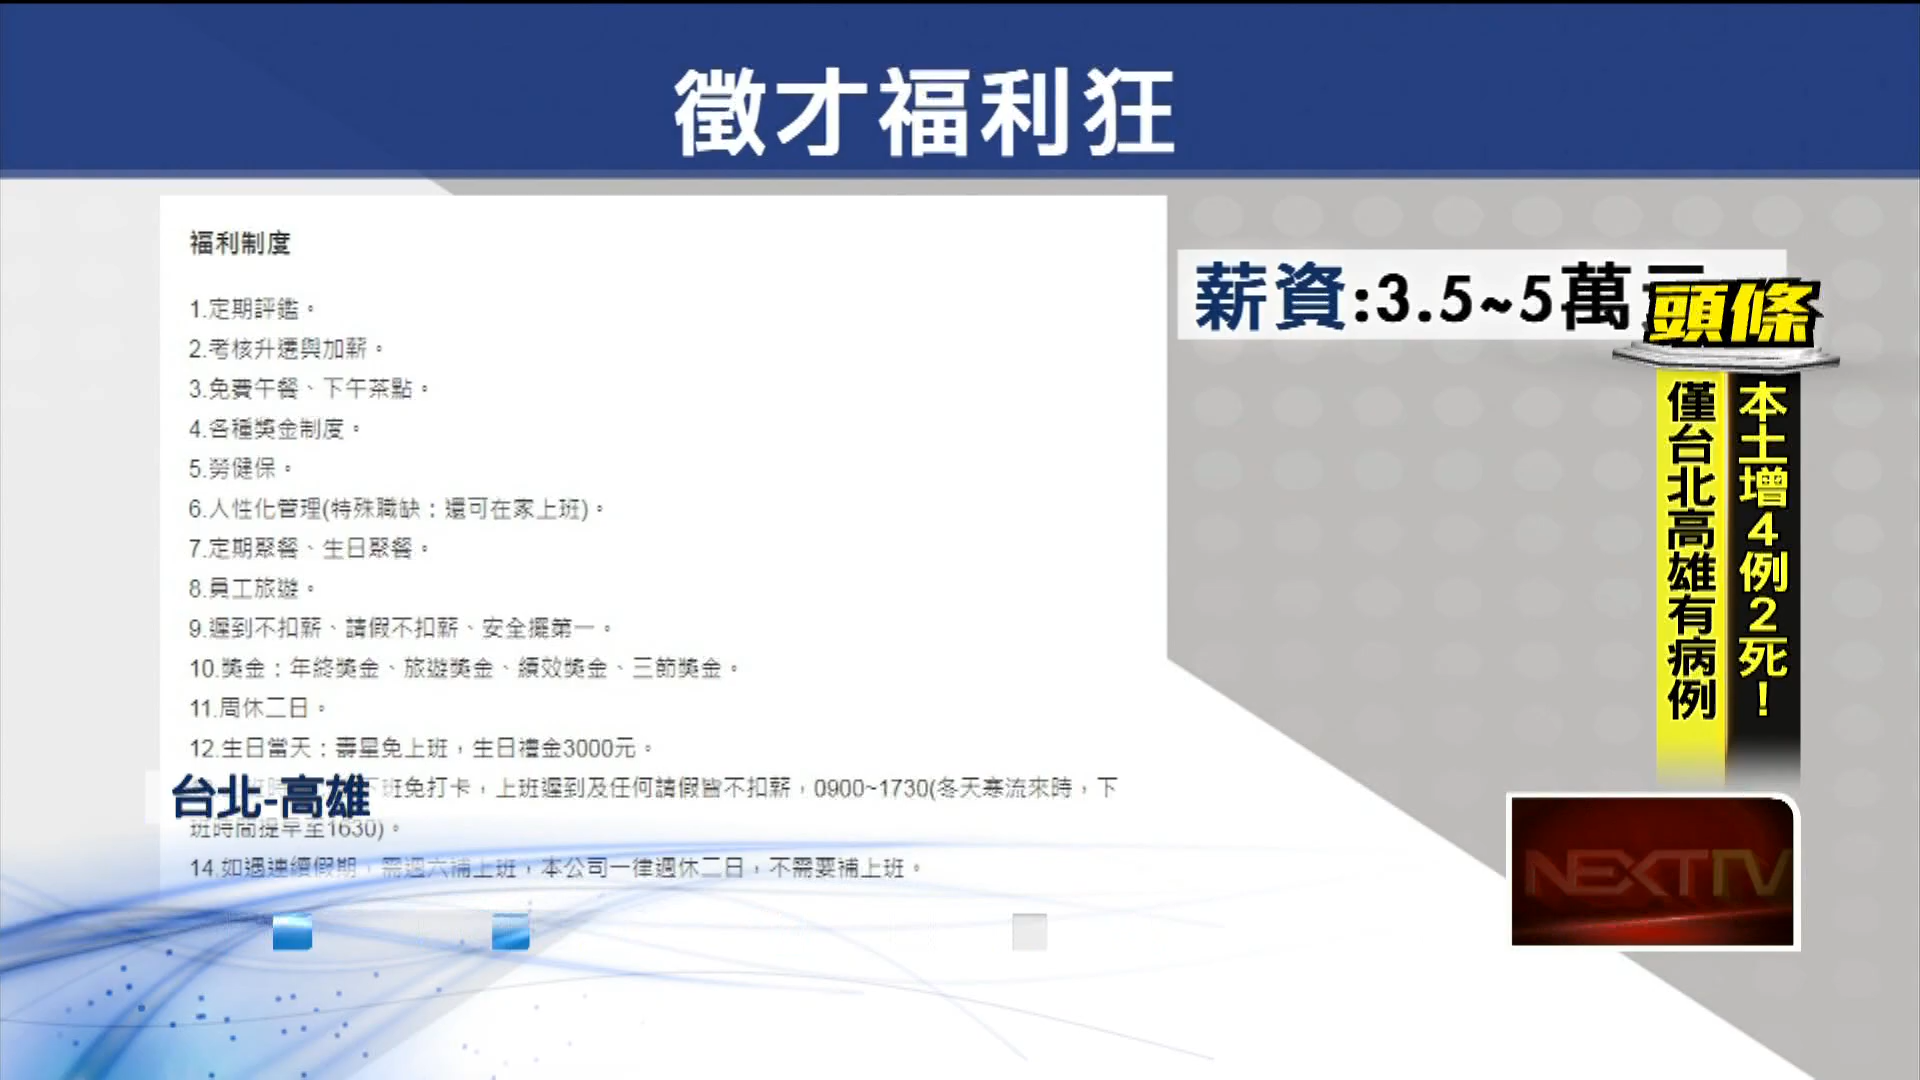 徵才福利狂
福利制度
1.定期評鑑。
2.考核升遷與加薪。
3.免費午餐、下午茶點。
4.各種獎金制度。
5.勞健保。
6.人性化管理(特殊職缺：還可在家上班)。
7.定期聚餐、生日聚餐。
8.員工旅遊。
9.遲到不扣薪、請假不扣薪、安全擺第一。
10.獎金：年終獎金、旅遊獎金、績效獎金、三節獎金。
11.周休二日。
12.生日當天：壽星免上班，生日禮金3000元。
班免打卡，上班遲到及任何請假皆不扣薪，0900~1730(冬天寒流來時，下
班時間提早至1630)。
14.如遇連續假期，需週六補上班，本公司一律週休二日，不需要補上班。
台北-高雄
薪資:3.5~5萬
頭條
本土增4例2死！
僅台北高雄有病例
NEXTTV